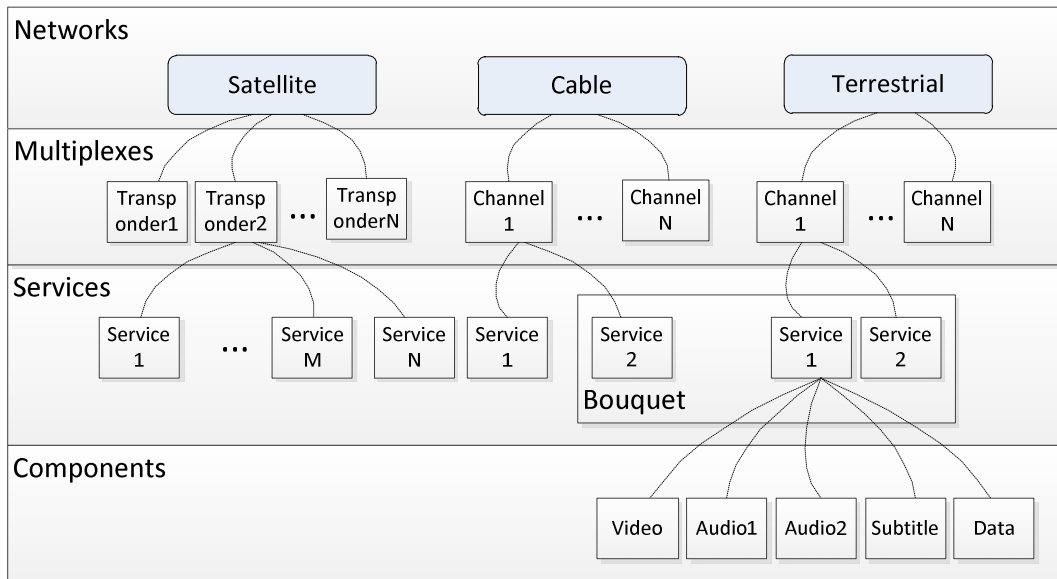 Networks
Satellite
Cable
Terrestrial
Multiplexes
Transp
onder1
Transp
onder2
...
Transp
onderN
Channel
1
...
Channel
N
Channel
1
...
Channel
N
Services
Service
1
...
Service
M
Service
N
Service
1
Service
2
Service
1
Service
2
Bouquet
Components
Video
Audio1
Audio2
Subtitle
Data